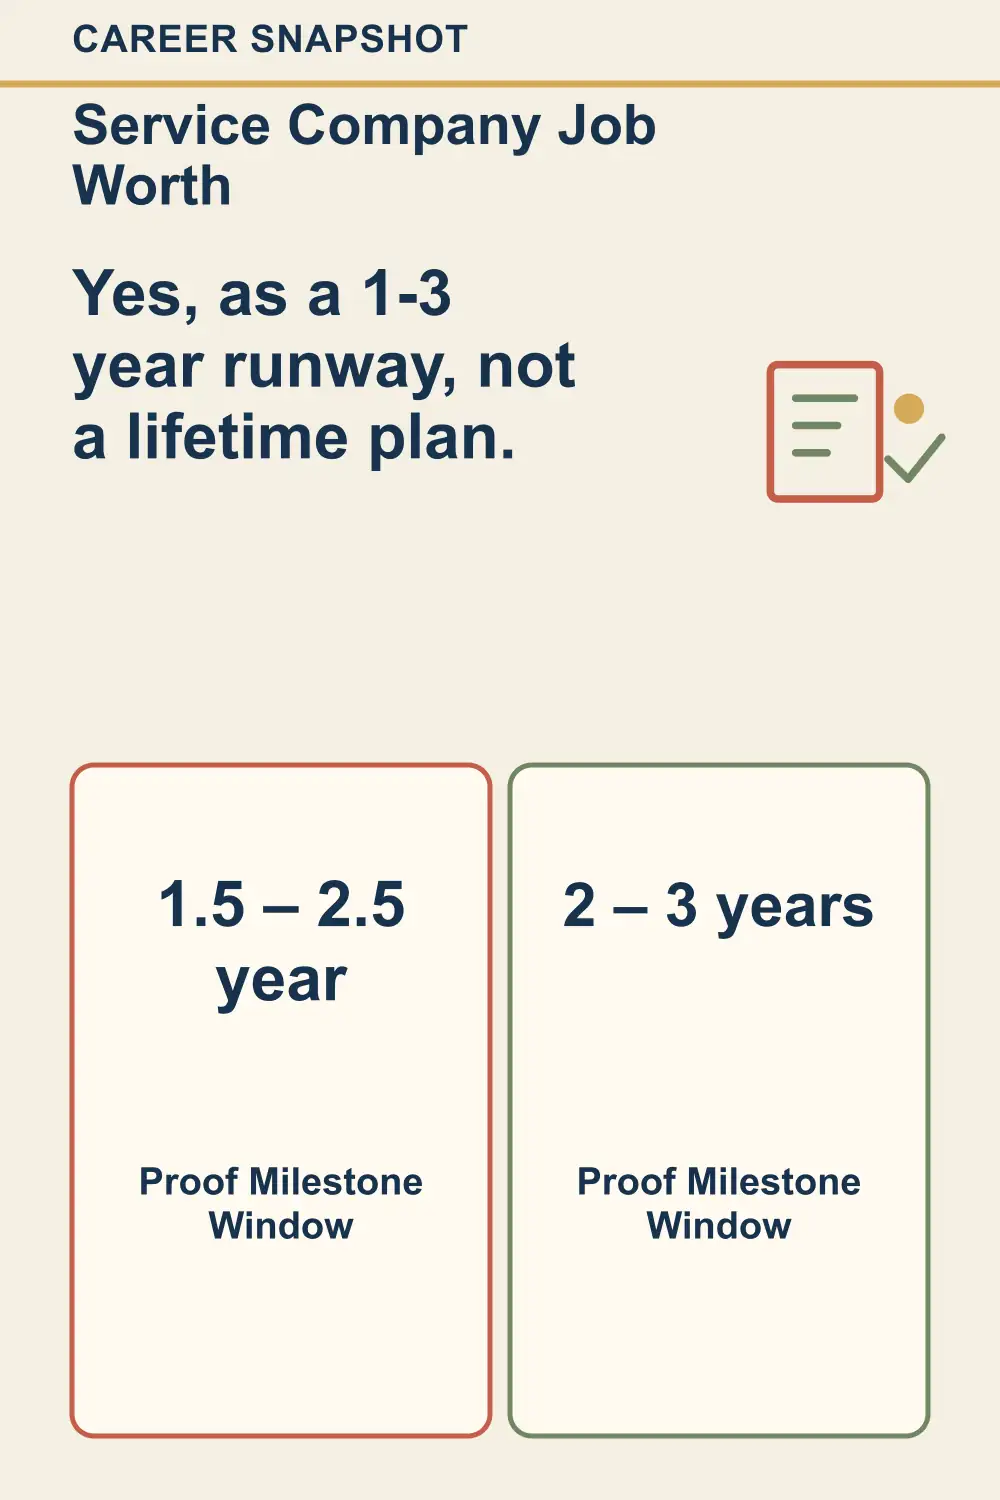 CAREER SNAPSHOT
Service Company Job
Worth
Yes, as a 1-3
year runway, not
a lifetime plan.
1.5 – 2.5
year
Proof Milestone
Window
2 – 3 years
Proof Milestone
Window